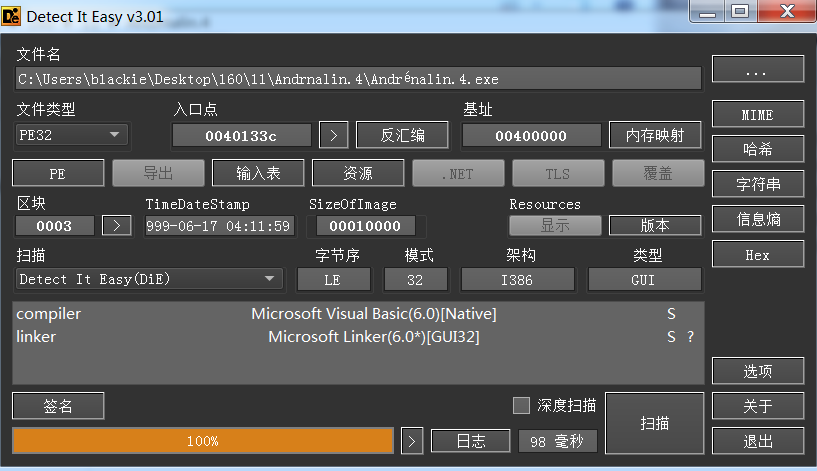 Detect It Easy v3.01
文件名
C:\Users\b1ackie\Desktop\160\11\Andrnalin.4\Andrénalin.4.exe
...
文件类型 入口点 基址
PE32 0040133c > 反汇编 00400000 内存映射 MIME
哈希
PE 导出 输入表 资源 .NET TLS 覆盖 字符串
区块 TimeDateStamp SizeOfImage Resources
0003 > 999-06-17 04:11:59 00010000 显示 版本 信息熵
扫描 字节序 模式 架构 类型 Hex
Detect It Easy(DiE) LE 32 I386 GUI
compiler Microsoft Visual Basic(6.0)[Native] S
linker Microsoft Linker(6.0*)[GUI32] S ?
选项
签名 深度扫描 扫描 关于
100% > 日志 98 毫秒 退出